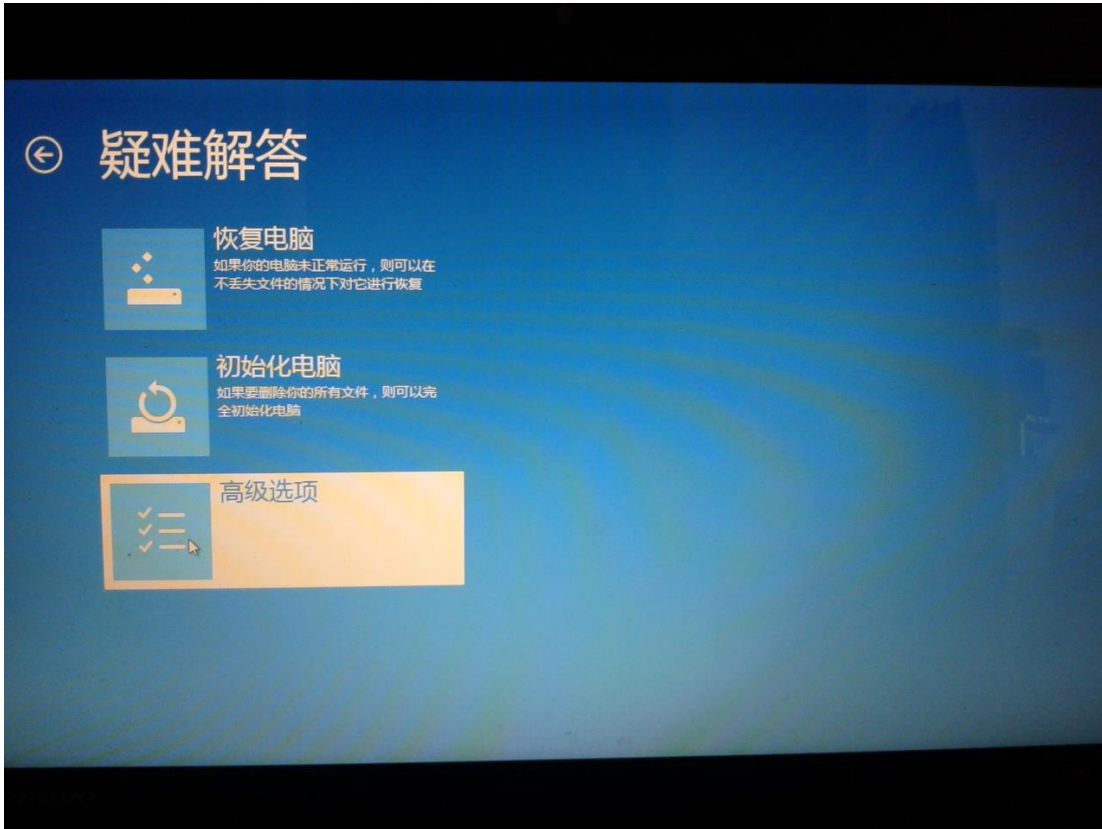 疑难解答
恢复电脑
如果你的电脑未正常运行，则可以在
不丢失文件的情况下对它进行恢复
初始化电脑
如果要删除你的所有文件，则可以完
全初始化电脑
高级选项